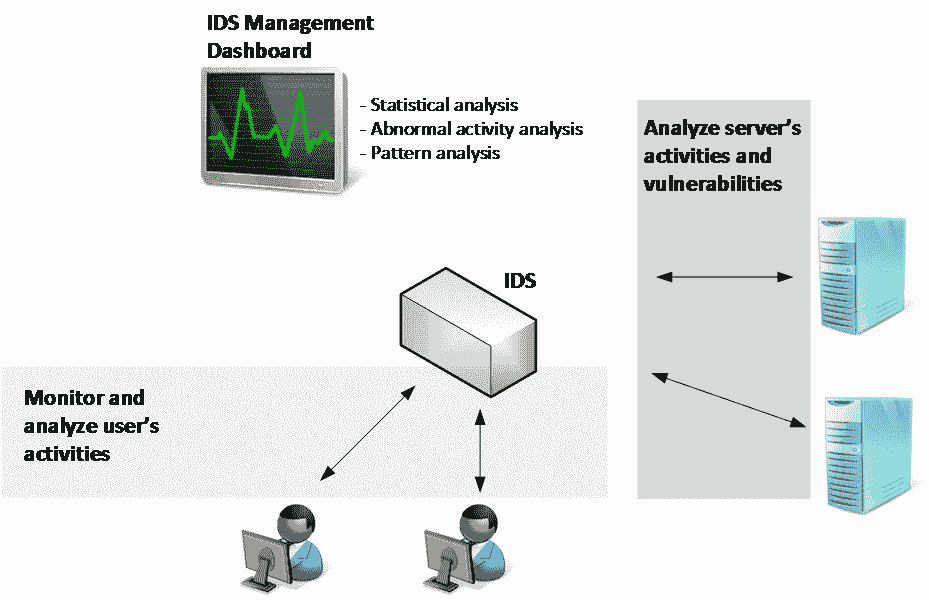 IDS Management
Dashboard
- Statistical analysis
- Abnormal activity analysis
- Pattern analysis
Analyze server's
activities and
vulnerabilities
IDS
Monitor and
analyze user's
activities